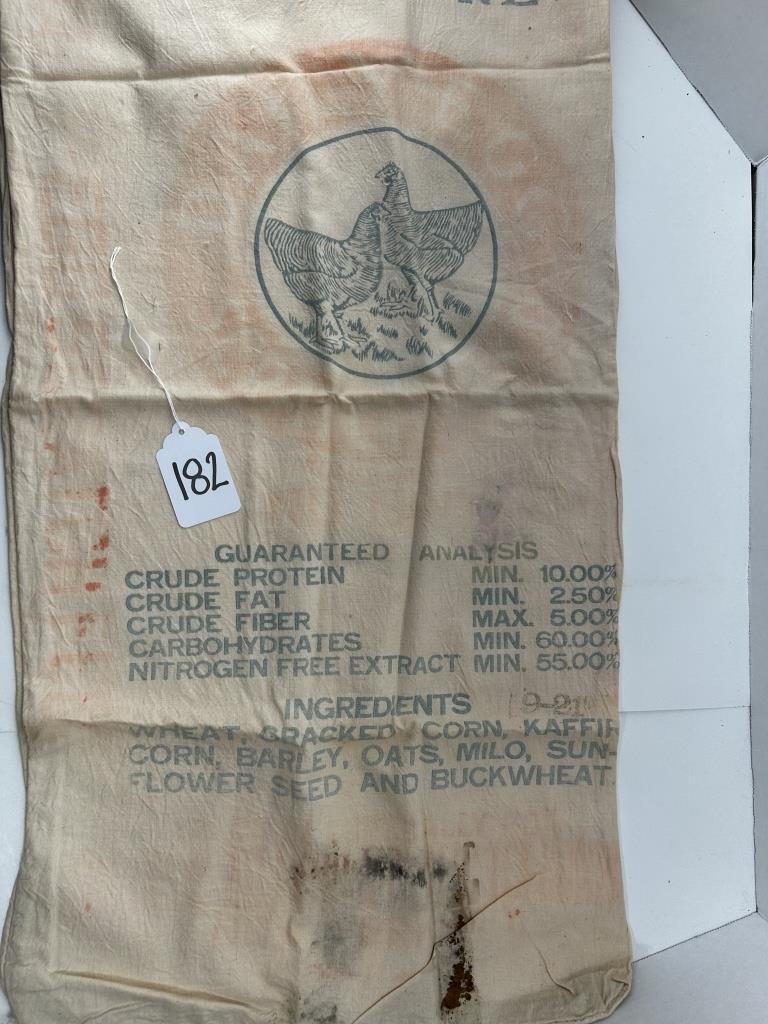 182
GUARANTEED ANALYSIS
CRUDE PROTEIN MIN. 10.00%
CRUDE FAT MIN. 2.50%
CRUDE FIBER MAX. 5.00%
CARBOHYDRATES MIN. 60.00%
NITROGEN FREE EXTRACT MIN. 55.00%
INGREDIENTS
WHEAT, CRACKED CORN, KAFFIR
CORN, BARLEY, OATS, MILO, SUN-
FLOWER SEED AND BUCKWHEAT.